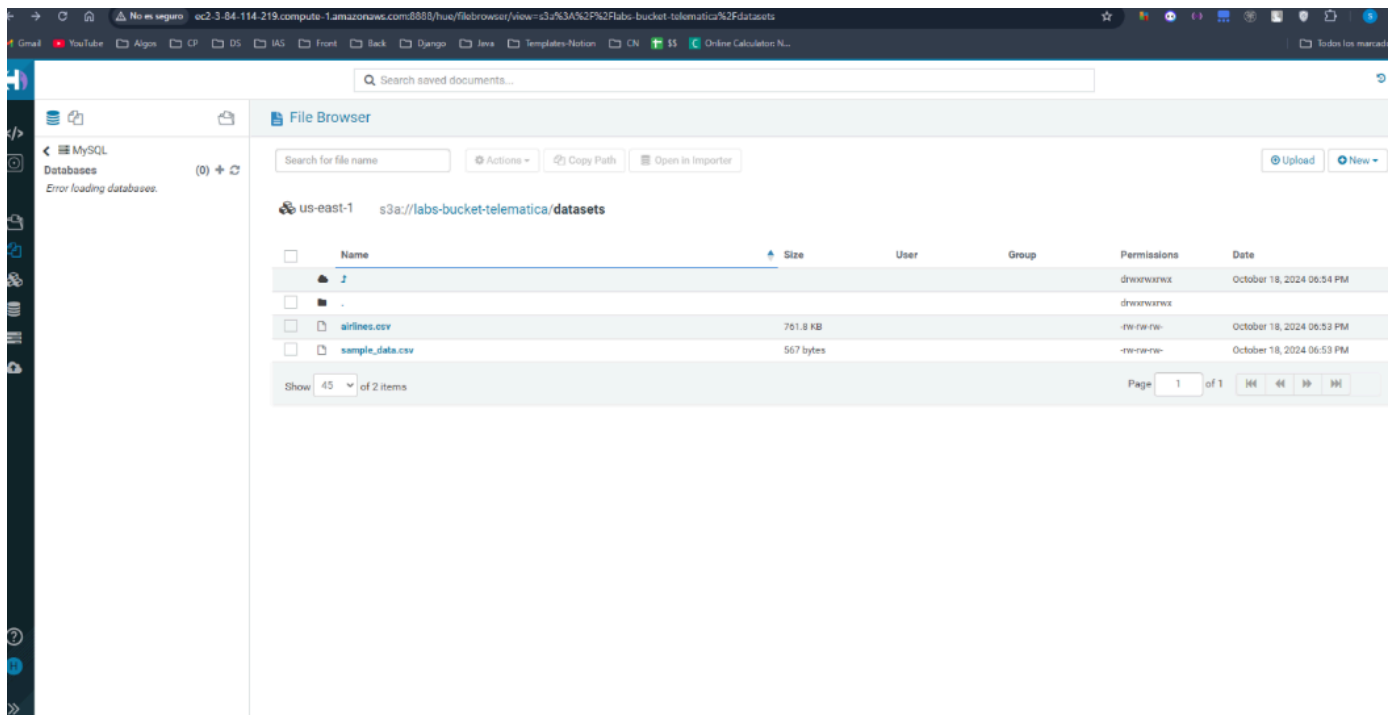 No es seguro ec2-3-84-114-219.compute-1.amazonaws.com:8888/hue/filebrowser/view=s3a%3A%2F%2Flabs-bucket-telematica%2Fdatasets
Gmail YouTube Algos CP DS IAS Front Back Django Java Templates-Notion CN $$ Online Calculator: N... Todos los marcad
Search saved documents...
File Browser
MySQL
Databases (0)
Error loading databases.
Search for file name Actions Copy Path Open in Importer Upload New
us-east-1 s3a://labs-bucket-telematica/datasets
Name Size User Group Permissions Date
drwxrwxrwx October 18, 2024 06:54 PM
. drwxrwxrwx
airlines.csv 761.8 KB -rw-rw-rw- October 18, 2024 06:53 PM
sample_data.csv 567 bytes -rw-rw-rw- October 18, 2024 06:53 PM
Show 45 of 2 items Page 1 of 1
H